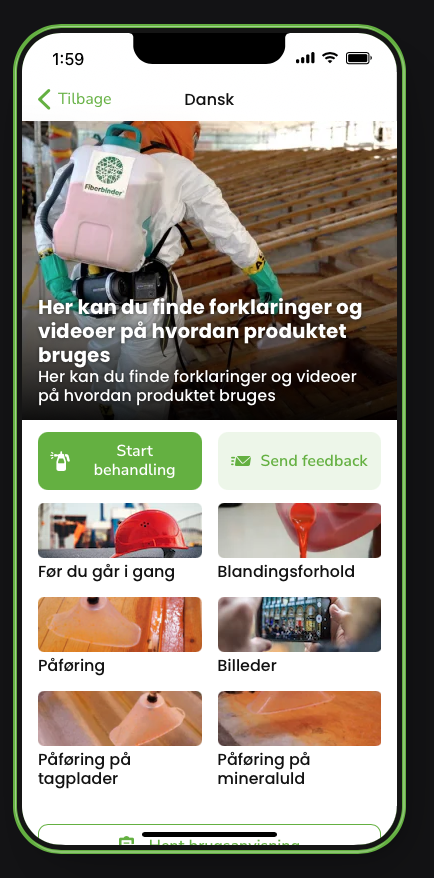 1:59
Tilbage
Dansk
Fiberbinder
Her kan du finde forklaringer og
videoer på hvordan produktet
bruges
Her kan du finde forklaringer og videoer
på hvordan produktet bruges
Start
behandling
Send feedback
Før du går i gang
Blandingsforhold
Påføring
Billeder
Påføring på
tagplader
Påføring på
mineraluld
Hent brugsanvisning